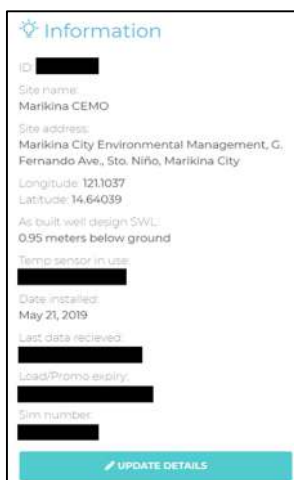 Information
ID:
Site name:
Marikina CEMO
Site address:
Marikina City Environmental Management, G.
Fernando Ave., Sto. Niño, Marikina City
Longitude: 121.1037
Latitude: 14.64039
As built well design SWL:
0.95 meters below ground
Temp sensor in use:
Date installed:
May 21, 2019
Last data recieved:
Load/Promo expiry:
Sim number:
UPDATE DETAILS